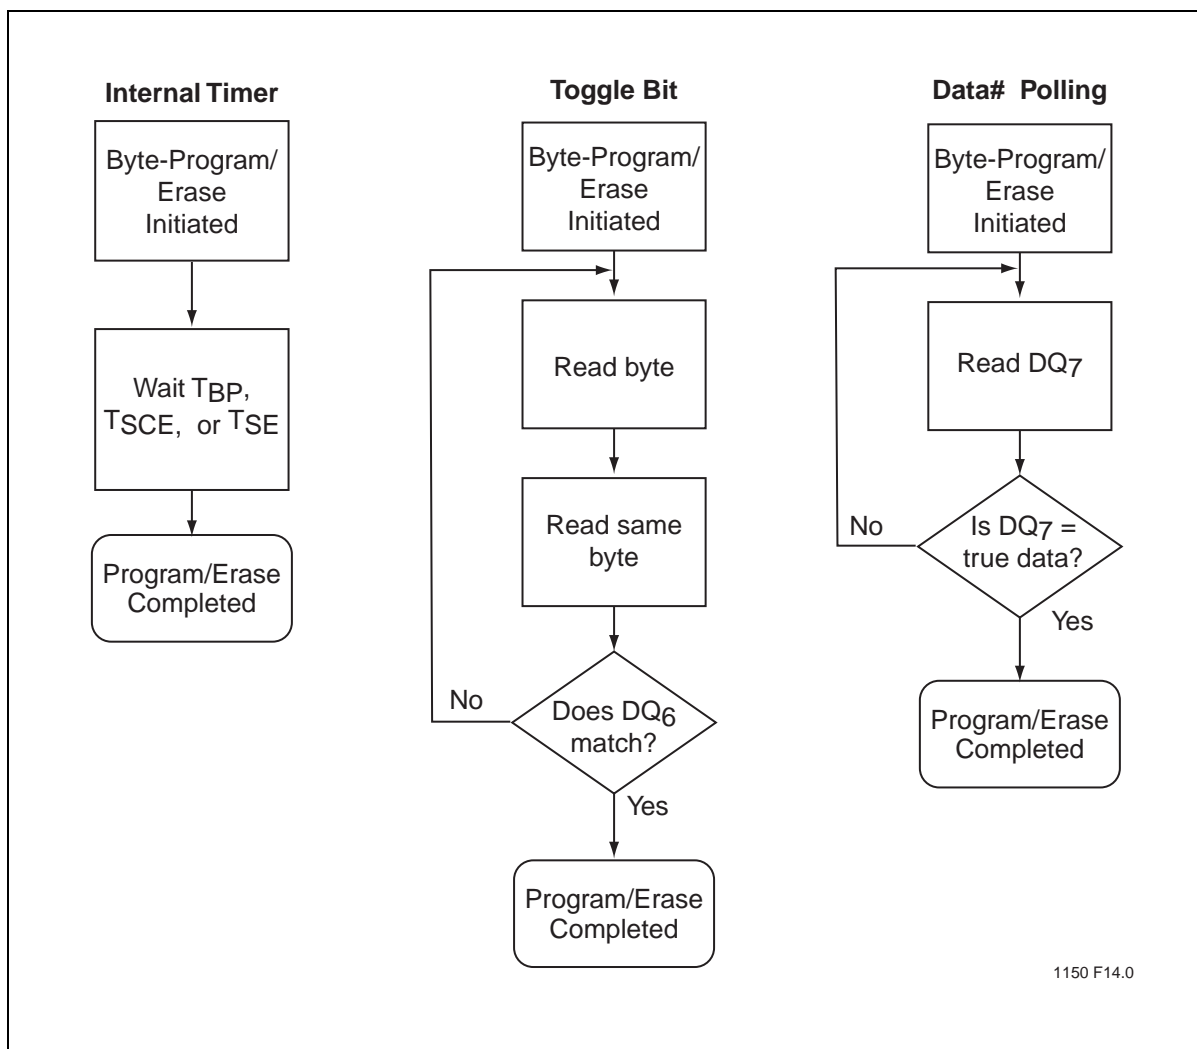 Internal Timer
Byte-Program/
Erase
Initiated
Wait TBP,
TSCE, or TSE
Program/Erase
Completed
Toggle Bit
Byte-Program/
Erase
Initiated
Read byte
Read same
byte
No
Does DQ6
match?
Yes
Program/Erase
Completed
Data# Polling
Byte-Program/
Erase
Initiated
Read DQ7
No
Is DQ7 =
true data?
Yes
Program/Erase
Completed
1150 F14.0